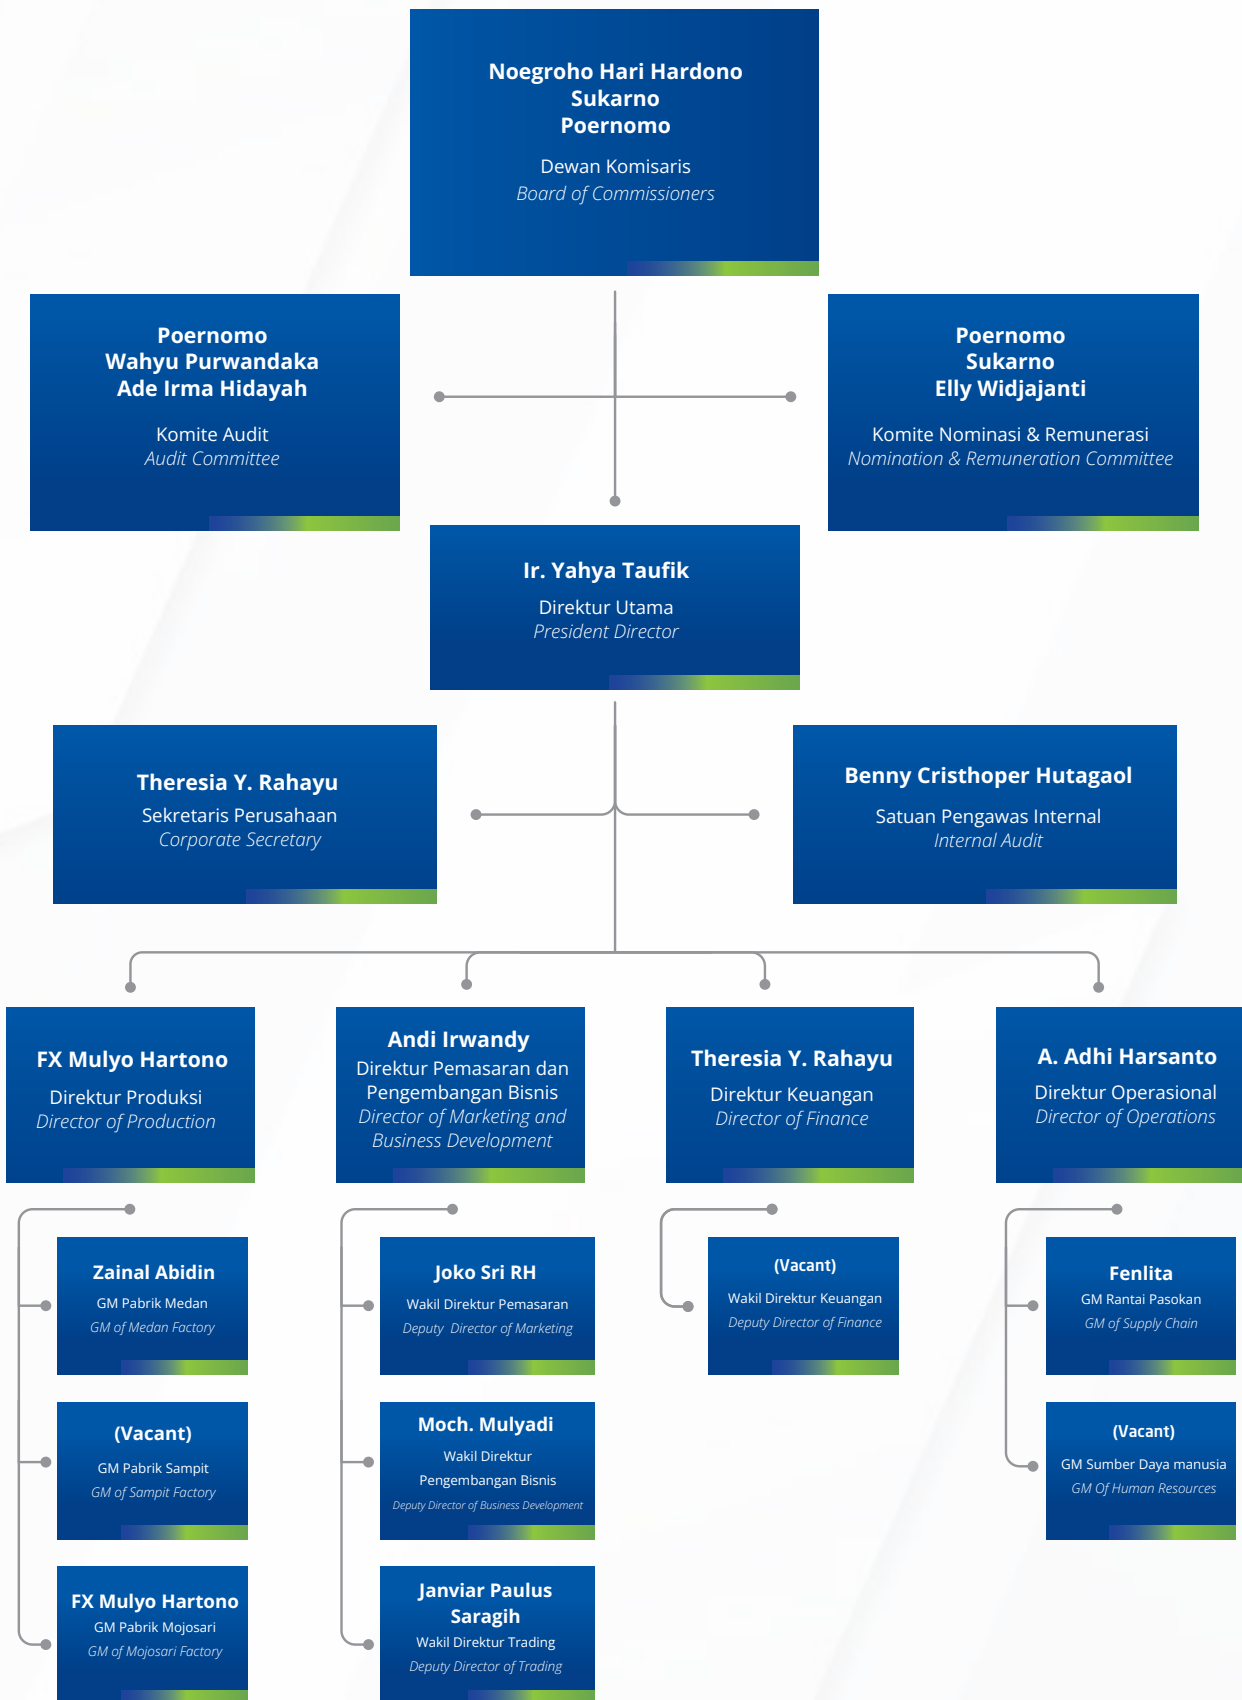 Noegroho Hari Hardono
Sukarno
Poernomo
Dewan Komisaris
Board of Commissioners
Poernomo
Wahyu Purwandaka
Ade Irma Hidayah
Komite Audit
Audit Committee
Poernomo
Sukarno
Elly Widjajanti
Komite Nominasi & Remunerasi
Nomination & Remuneration Committee
Ir. Yahya Taufik
Direktur Utama
President Director
Theresia Y. Rahayu
Sekretaris Perusahaan
Corporate Secretary
Benny Cristhoper Hutagaol
Satuan Pengawas Internal
Internal Audit
FX Mulyo Hartono
Direktur Produksi
Director of Production
Andi Irwandy
Direktur Pemasaran dan
Pengembangan Bisnis
Director of Marketing and
Business Development
Theresia Y. Rahayu
Direktur Keuangan
Director of Finance
A. Adhi Harsanto
Direktur Operasional
Director of Operations
Zainal Abidin
GM Pabrik Medan
GM of Medan Factory
(Vacant)
GM Pabrik Sampit
GM of Sampit Factory
FX Mulyo Hartono
GM Pabrik Mojosari
GM of Mojosari Factory
Joko Sri RH
Wakil Direktur Pemasaran
Deputy  Director of Marketing
Moch. Mulyadi
Wakil Direktur
Pengembangan Bisnis
Deputy Director of Business Development
Janviar Paulus
Saragih
Wakil Direktur Trading
Deputy Director of Trading
(Vacant)
Wakil Direktur Keuangan
Deputy Director of Finance
Fenlita
GM Rantai Pasokan
GM of Supply Chain
(Vacant)
GM Sumber Daya manusia
GM Of Human Resources